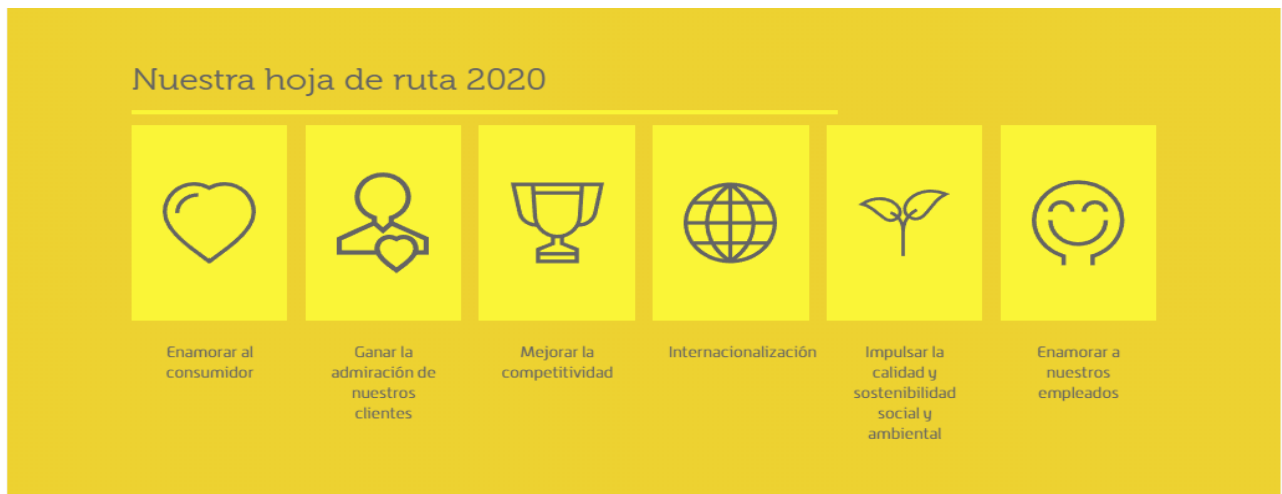 Nuestra hoja de ruta 2020
Enamorar al
consumidor
Ganar la
admiración de
nuestros
clientes
Mejorar la
competitividad
Internacionalización
Impulsar la
calidad y
sostenibilidad
social y
ambiental
Enamorar a
nuestros
empleados